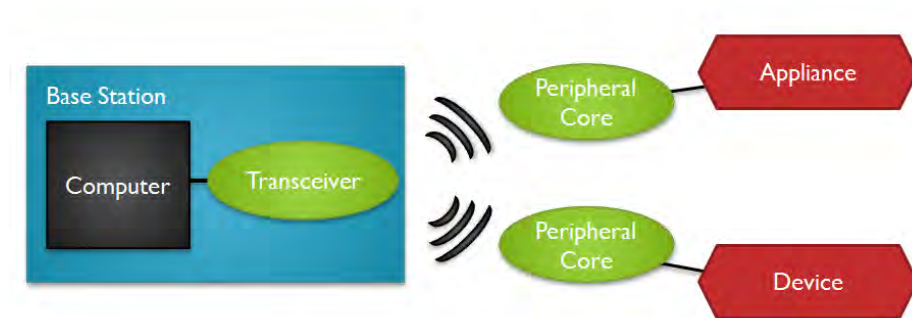 Base Station
Computer
Transceiver
Peripheral
Core
Appliance
Peripheral
Core
Device